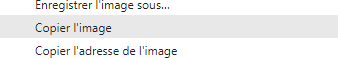 Enregistrer l'image sous...
Copier l'image
Copier l'adresse de l'image